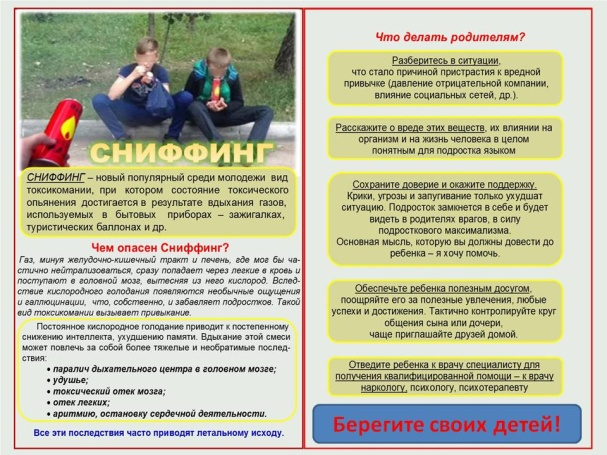 СНИФФИНГ
СНИФФИНГ – новый популярный среди молодежи вид
токсикомании, при котором состояние токсического
опьянения достигается в результате вдыхания газов,
используемых в бытовых приборах – зажигалках,
туристических баллонах и др.
Чем опасен Сниффинг?
Газ, минуя желудочно-кишечный тракт и печень, где мог бы ча-
стично нейтрализоваться, сразу попадает через легкие в кровь и
поступают в головной мозг, вытесняя из него кислород. Вслед-
ствие кислородного голодания появляются необычные ощущения
и галлюцинации, что, собственно, и забавляет подростков. Такой
вид токсикомании вызывает привыкание.
Постоянное кислородное голодание приводит к постепенному
снижению интеллекта, ухудшению памяти. Вдыхание этой смеси
может повлечь за собой более тяжелые и необратимые послед-
ствия:
• паралич дыхательного центра в головном мозге;
• удушье;
• токсический отек мозга;
• отек легких;
• аритмию, остановку сердечной деятельности.
Все эти последствия часто приводят летальному исходу.
Что делать родителям?
Разберитесь в ситуации,
что стало причиной пристрастия к вредной
привычке (давление отрицательной компании,
влияние социальных сетей, др.).
Расскажите о вреде этих веществ, их влиянии на
организм и на жизнь человека в целом
понятным для подростка языком
Сохраните доверие и окажите поддержку.
Крики, угрозы и запугивание только ухудшат
ситуацию. Подросток замкнется в себе и будет
видеть в родителях врагов, в силу
подросткового максимализма.
Основная мысль, которую вы должны довести до
ребенка – я хочу помочь.
Обеспечьте ребенка полезным досугом,
поощряйте его за полезные увлечения, любые
успехи и достижения. Тактично контролируйте круг
общения сына или дочери,
чаще приглашайте друзей домой.
Отведите ребенка к врачу специалисту для
получения квалифицированной помощи – к врачу
наркологу, психологу, психотерапевту
Берегите своих детей!